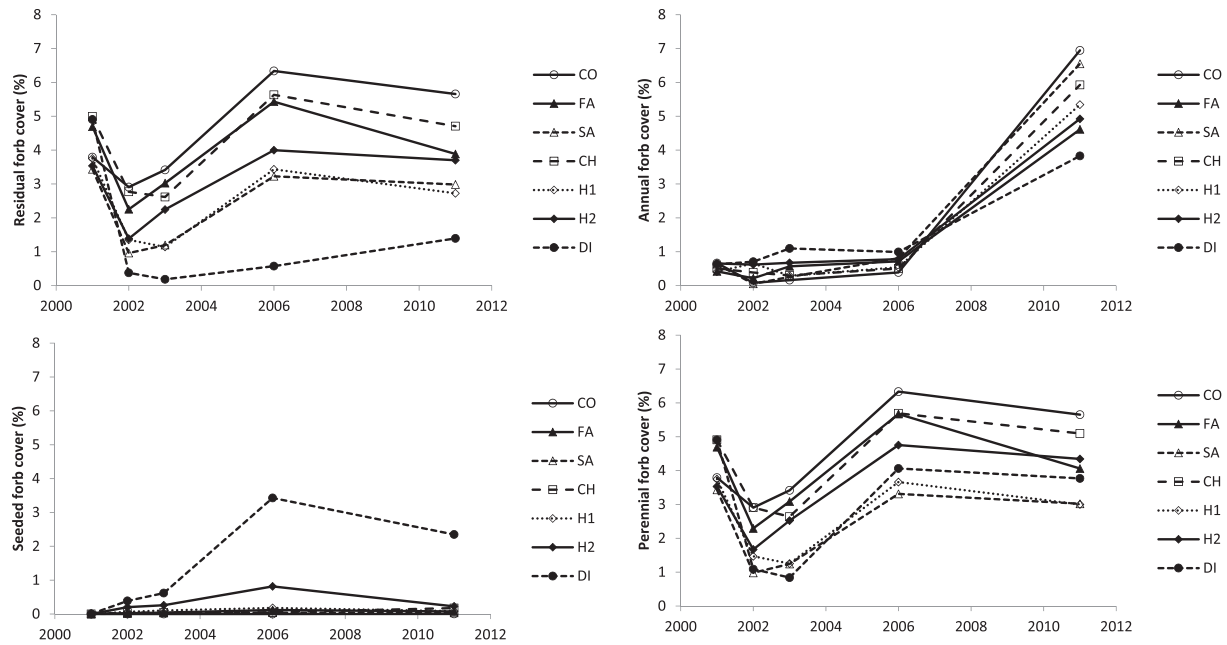 Residual forb cover (%)
8
7
6
5
4
3
2
1
0
2000 2002 2004 2006 2008 2010 2012
CO
FA
SA
CH
H1
H2
DI
Annual forb cover (%)
8
7
6
5
4
3
2
1
0
2000 2002 2004 2006 2008 2010 2012
CO
FA
SA
CH
H1
H2
DI
Seeded forb cover (%)
8
7
6
5
4
3
2
1
0
2000 2002 2004 2006 2008 2010 2012
CO
FA
SA
CH
H1
H2
DI
Perennial forb cover (%)
8
7
6
5
4
3
2
1
0
2000 2002 2004 2006 2008 2010 2012
CO
FA
SA
CH
H1
H2
DI